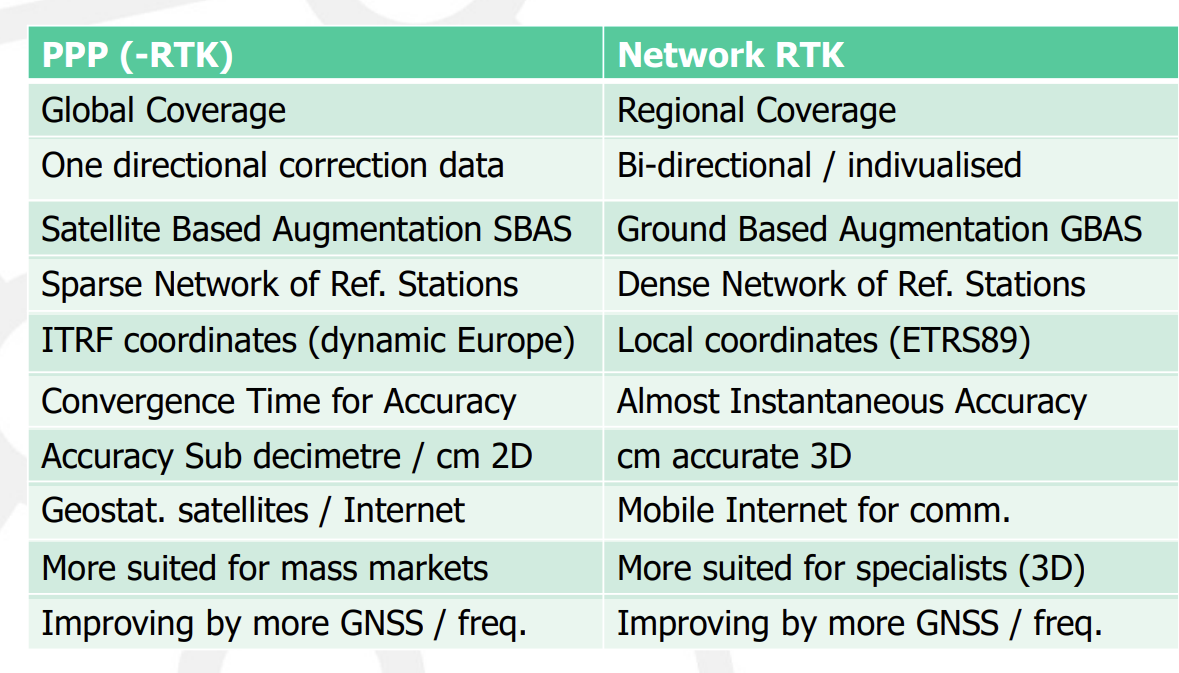 PPP (-RTK) Network RTK
Global Coverage Regional Coverage
One directional correction data Bi-directional / indivualised
Satellite Based Augmentation SBAS Ground Based Augmentation GBAS
Sparse Network of Ref. Stations Dense Network of Ref. Stations
ITRF coordinates (dynamic Europe) Local coordinates (ETRS89)
Convergence Time for Accuracy Almost Instantaneous Accuracy
Accuracy Sub decimetre / cm 2D cm accurate 3D
Geostat. satellites / Internet Mobile Internet for comm.
More suited for mass markets More suited for specialists (3D)
Improving by more GNSS / freq. Improving by more GNSS / freq.